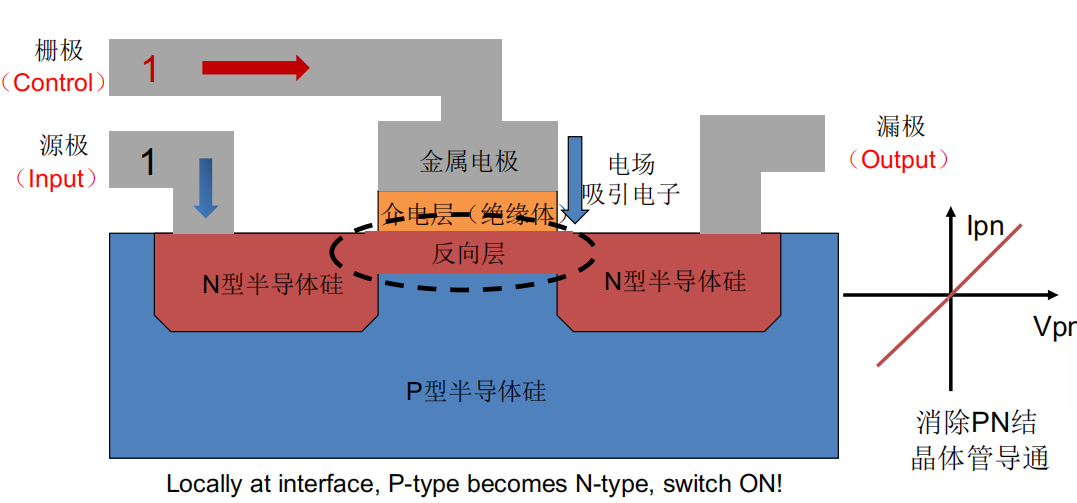 栅极
（Control）
1
源极
（Input）
1
金属电极
介电层（绝缘体）
反向层
电场
吸引电子
漏极
（Output）
N型半导体硅
N型半导体硅
P型半导体硅
Ipn
Vpn
消除PN结
晶体管导通
Locally at interface, P-type becomes N-type, switch ON!